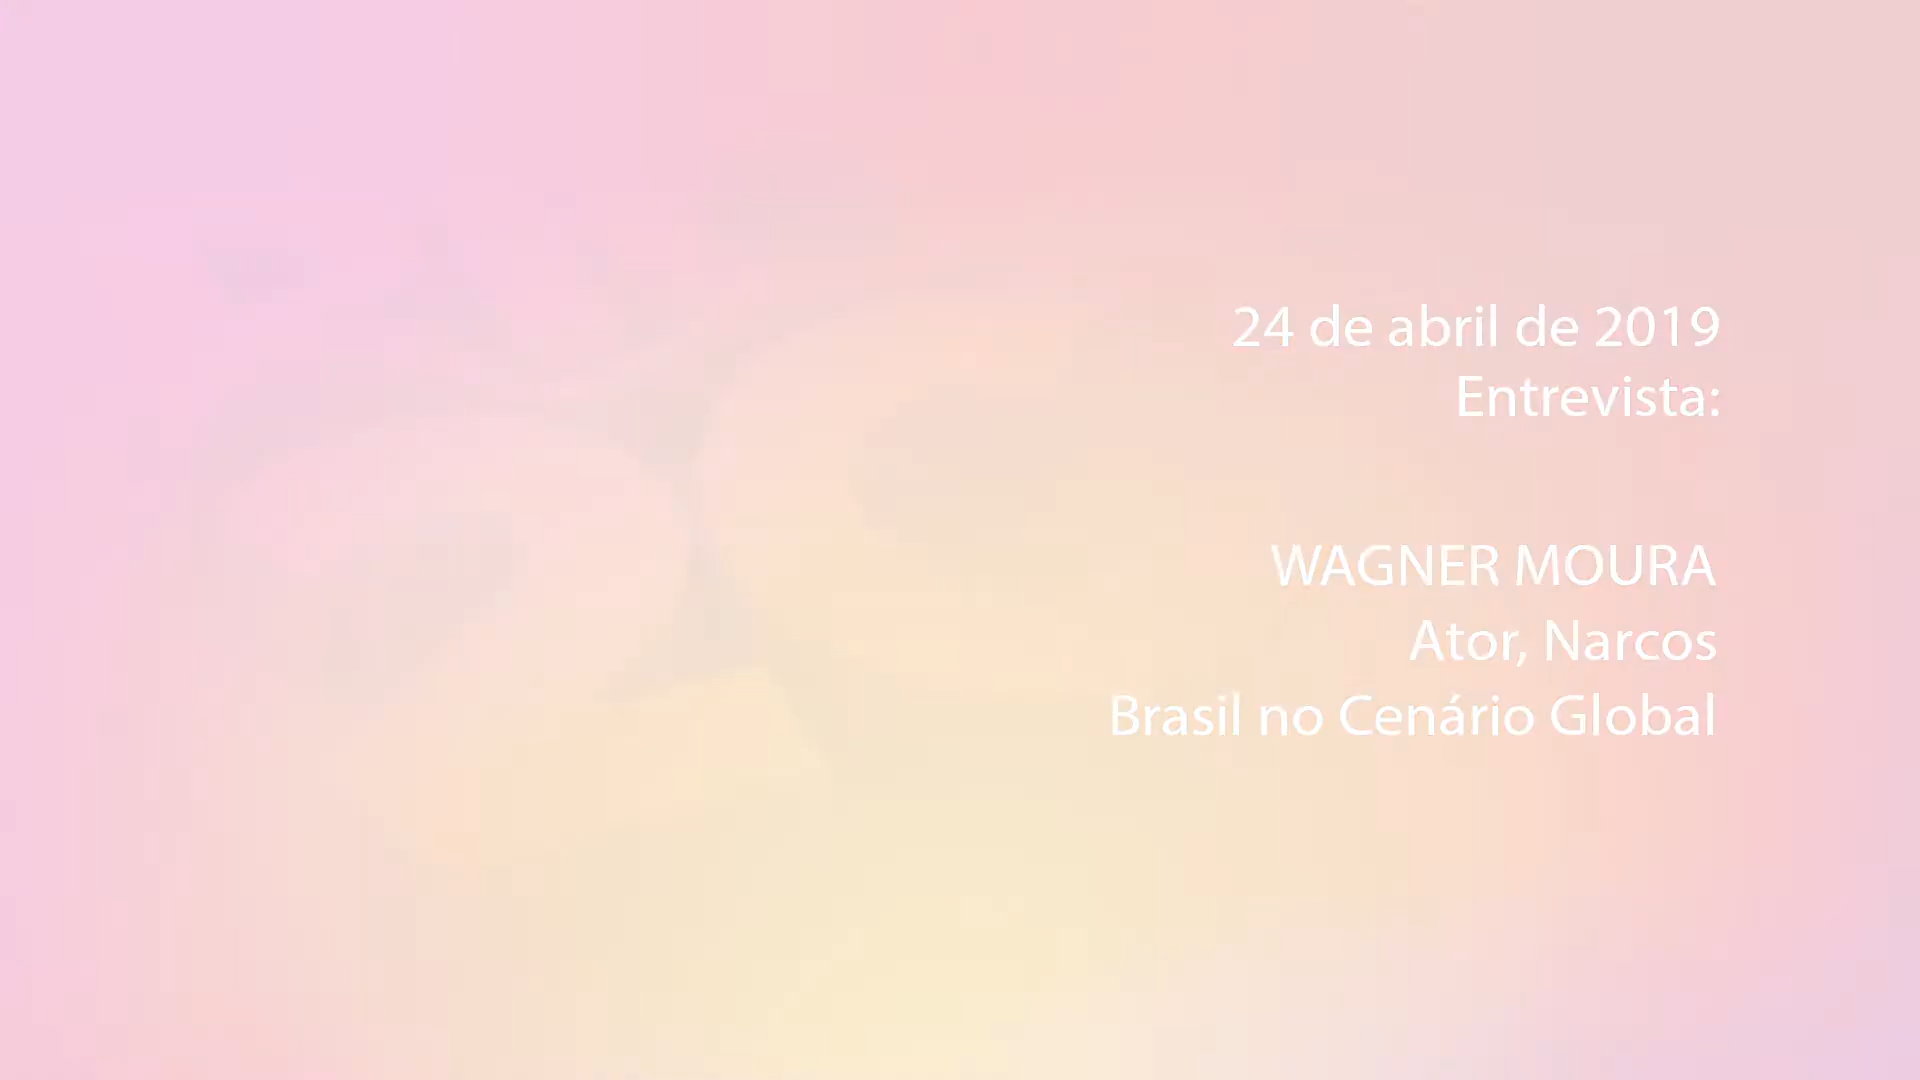 24 de abril de 2019
Entrevista:
WAGNER MOURA
Ator, Narcos
Brasil no Cenário Global